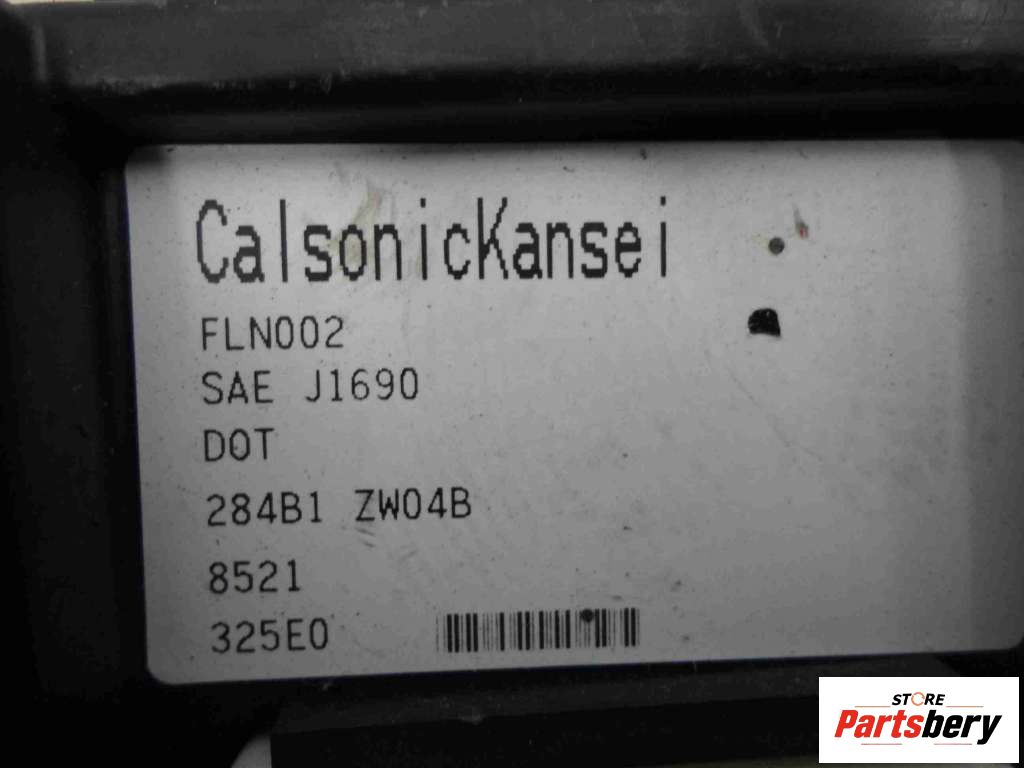 CalsonicKansei
FLN002
SAE J1690
DOT
284B1 ZW04B
8521
325E0
STORE
Partsbery